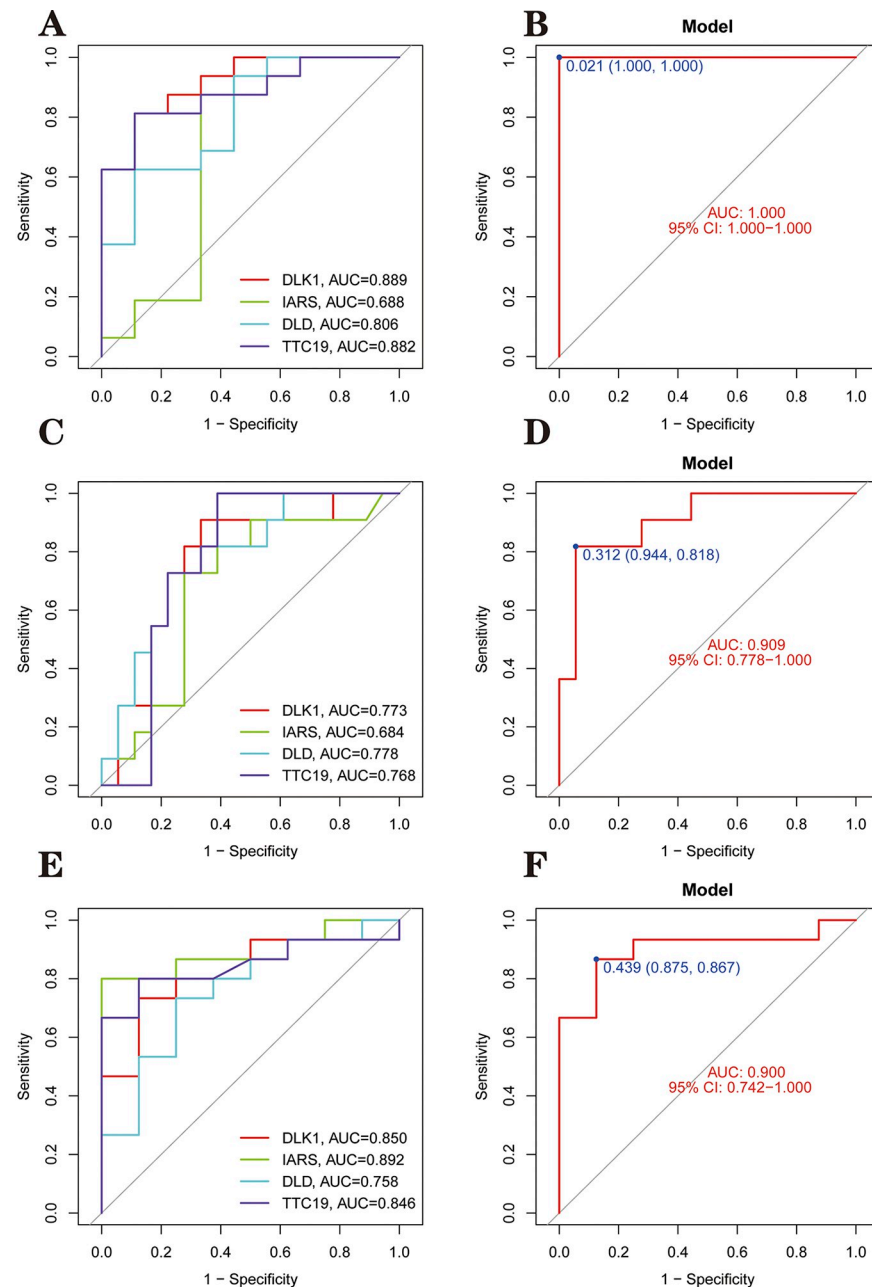 A
1.0
0.8
0.6
0.4
0.2
0.0
Sensitivity
DLK1, AUC=0.889
IARS, AUC=0.688
DLD, AUC=0.806
TTC19, AUC=0.882
0.0 0.2 0.4 0.6 0.8 1.0
1 − Specificity
B
Model
1.0
0.8
0.6
0.4
0.2
0.0
Sensitivity
0.021 (1.000, 1.000)
AUC: 1.000
95% CI: 1.000−1.000
0.0 0.2 0.4 0.6 0.8 1.0
1 − Specificity
C
1.0
0.8
0.6
0.4
0.2
0.0
Sensitivity
DLK1, AUC=0.773
IARS, AUC=0.684
DLD, AUC=0.778
TTC19, AUC=0.768
0.0 0.2 0.4 0.6 0.8 1.0
1 − Specificity
D
Model
1.0
0.8
0.6
0.4
0.2
0.0
Sensitivity
0.312 (0.944, 0.818)
AUC: 0.909
95% CI: 0.778−1.000
0.0 0.2 0.4 0.6 0.8 1.0
1 − Specificity
E
1.0
0.8
0.6
0.4
0.2
0.0
Sensitivity
DLK1, AUC=0.850
IARS, AUC=0.892
DLD, AUC=0.758
TTC19, AUC=0.846
0.0 0.2 0.4 0.6 0.8 1.0
1 − Specificity
F
Model
1.0
0.8
0.6
0.4
0.2
0.0
Sensitivity
0.439 (0.875, 0.867)
AUC: 0.900
95% CI: 0.742−1.000
0.0 0.2 0.4 0.6 0.8 1.0
1 − Specificity